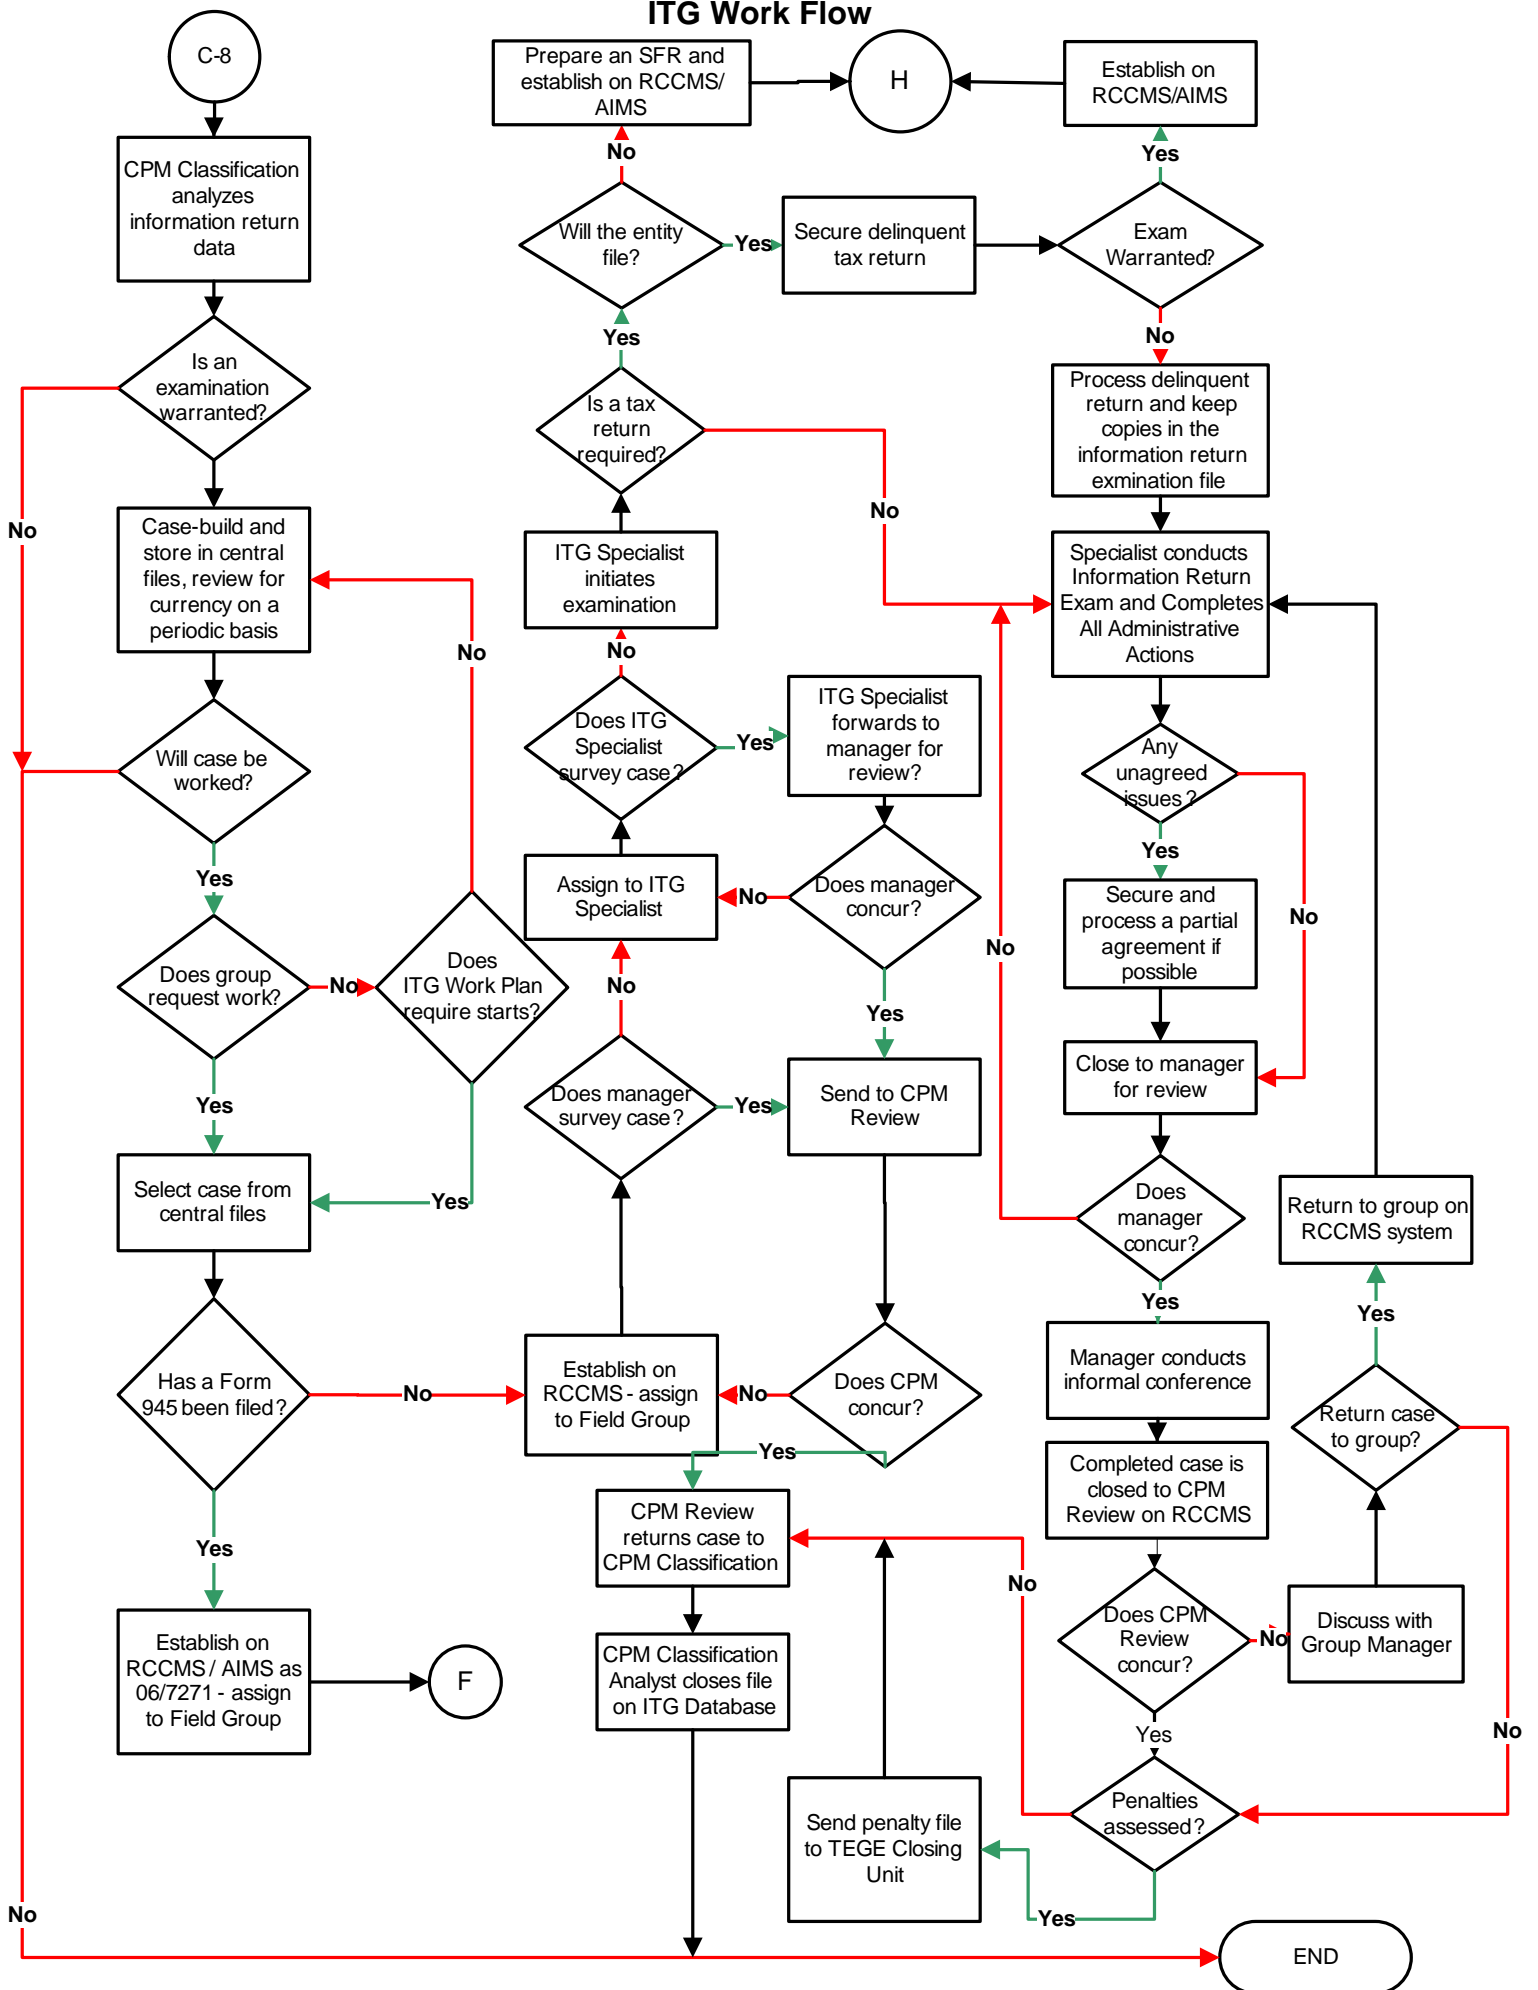 ITG Work Flow
C-8
CPM Classification
analyzes
information return
data
Is an
examination
warranted?
No
Case-build and
store in central
files, review for
currency on a
periodic basis
Will case be
worked?
Yes
Does group
request work?
No
Does
ITG Work Plan
require starts?
No
Yes
Yes
Select case from
central files
Has a Form
945 been filed?
No
Yes
Establish on
RCCMS / AIMS as
06/7271 - assign
to Field Group
F
No
Prepare an SFR and
establish on RCCMS/
AIMS
H
Establish on
RCCMS/AIMS
No
Yes
Will the entity
file?
Yes
Secure delinquent
tax return
Exam
Warranted?
Yes
No
Is a tax
return
required?
No
Process delinquent
return and keep
copies in the
information return
exmination file
ITG Specialist
initiates
examination
No
Does ITG
Specialist
survey case?
Yes
ITG Specialist
forwards to
manager for
review?
Specialist conducts
Information Return
Exam and Completes
All Administrative
Actions
Any
unagreed
issues?
Yes
No
Assign to ITG
Specialist
No
Does manager
concur?
Yes
No
Secure and
process a partial
agreement if
possible
No
Does manager
survey case?
Yes
Send to CPM
Review
Close to manager
for review
Does
manager
concur?
Yes
Return to group on
RCCMS system
Yes
Establish on
RCCMS - assign
to Field Group
No
Does CPM
concur?
Yes
Manager conducts
informal conference
Return case
to group?
CPM Review
returns case to
CPM Classification
Completed case is
closed to CPM
Review on RCCMS
No
Does CPM
Review
concur?
No
Discuss with
Group Manager
CPM Classification
Analyst closes file
on ITG Database
Yes
No
Send penalty file
to TEGE Closing
Unit
Penalties
assessed?
Yes
END